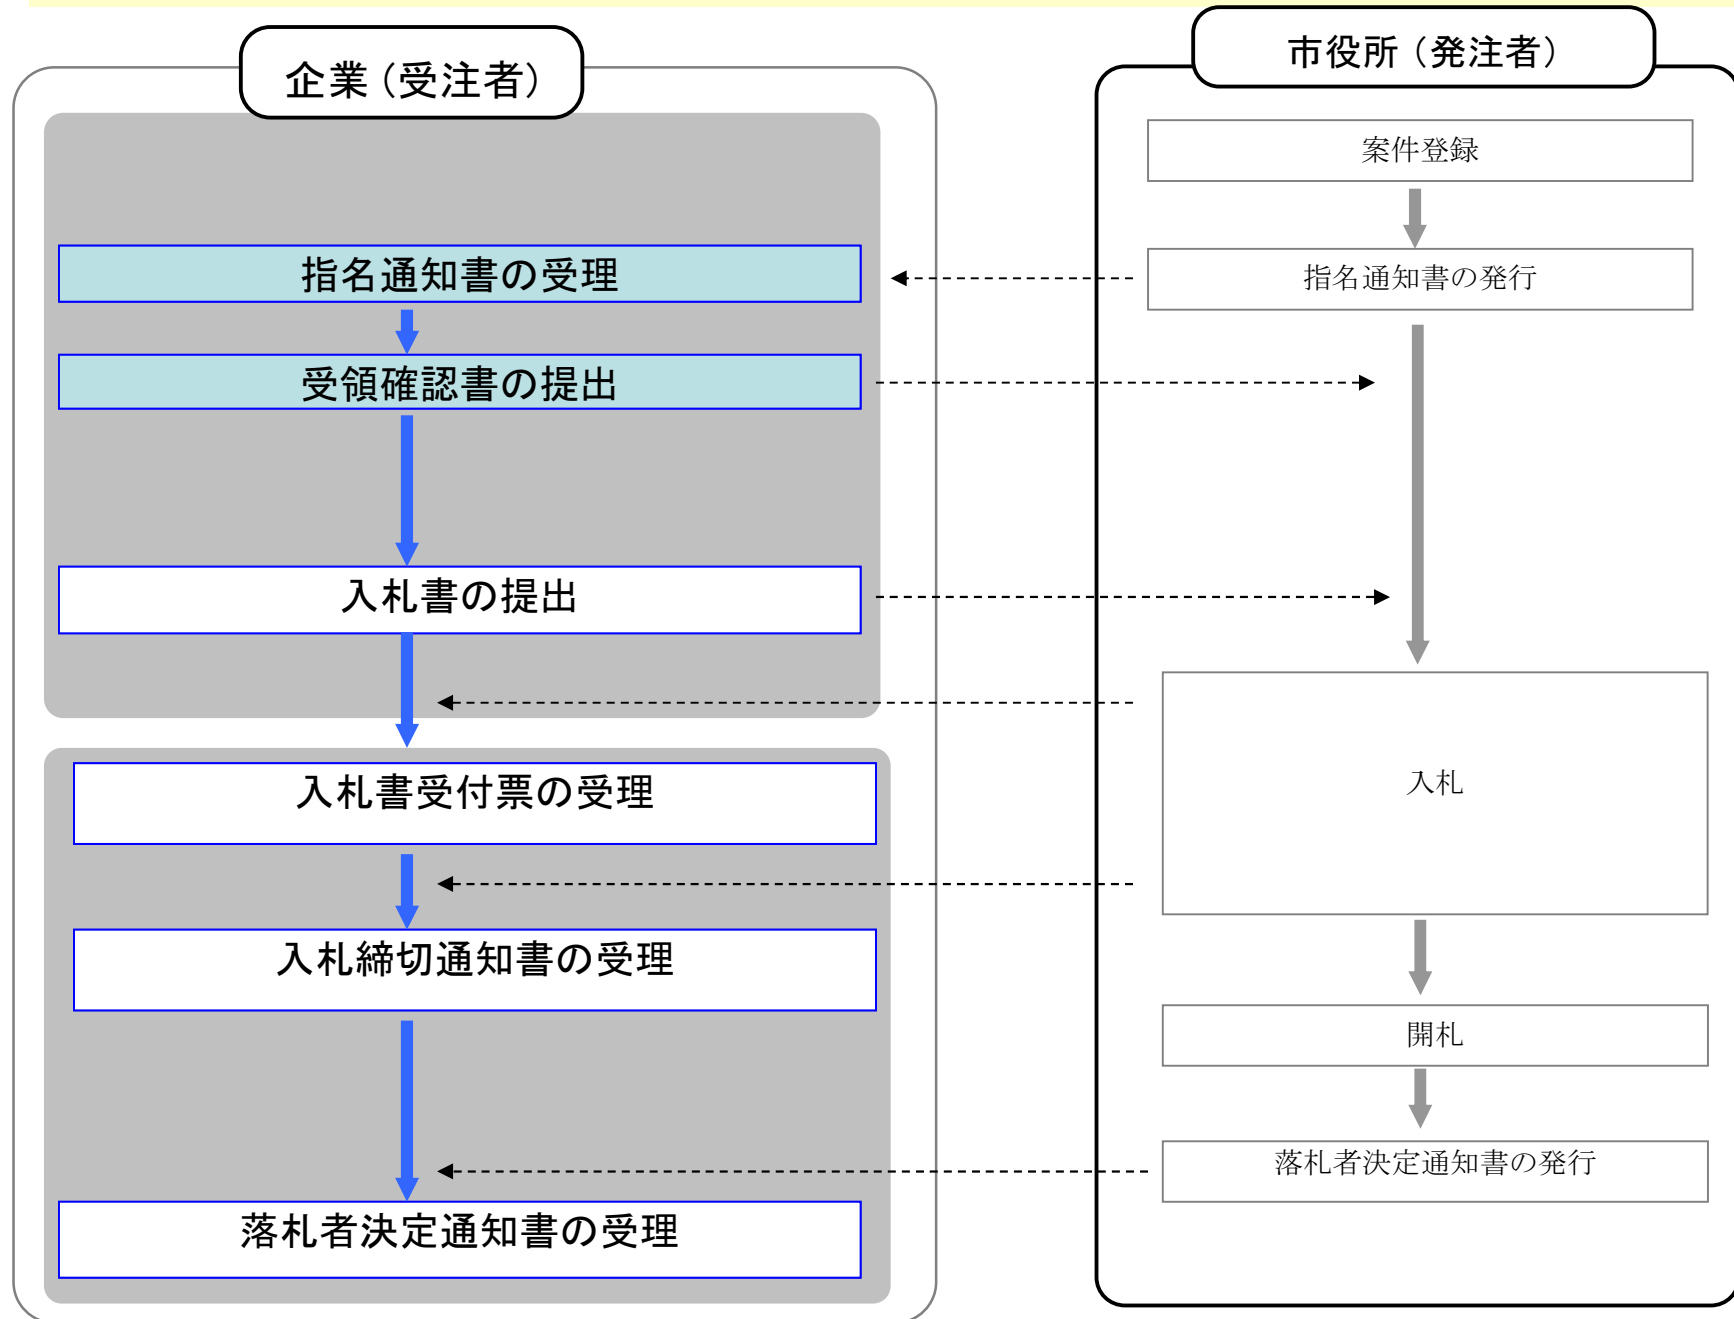 企業（受注者）
指名通知書の受理
受領確認書の提出
入札書の提出
入札書受付票の受理
入札締切通知書の受理
落札者決定通知書の受理
市役所（発注者）
案件登録
指名通知書の発行
入札
開札
落札者決定通知書の発行